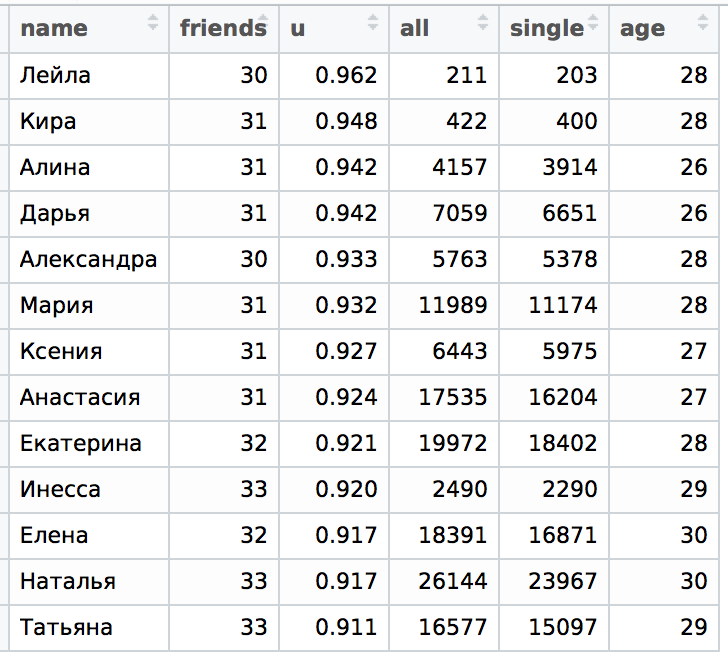 name friends u all single age
Лейла 30 0.962 211 203 28
Кира 31 0.948 422 400 28
Алина 31 0.942 4157 3914 26
Дарья 31 0.942 7059 6651 26
Александра 30 0.933 5763 5378 28
Мария 31 0.932 11989 11174 28
Ксения 31 0.927 6443 5975 27
Анастасия 31 0.924 17535 16204 27
Екатерина 32 0.921 19972 18402 28
Инесса 33 0.920 2490 2290 29
Елена 32 0.917 18391 16871 30
Наталья 33 0.917 26144 23967 30
Татьяна 33 0.911 16577 15097 29